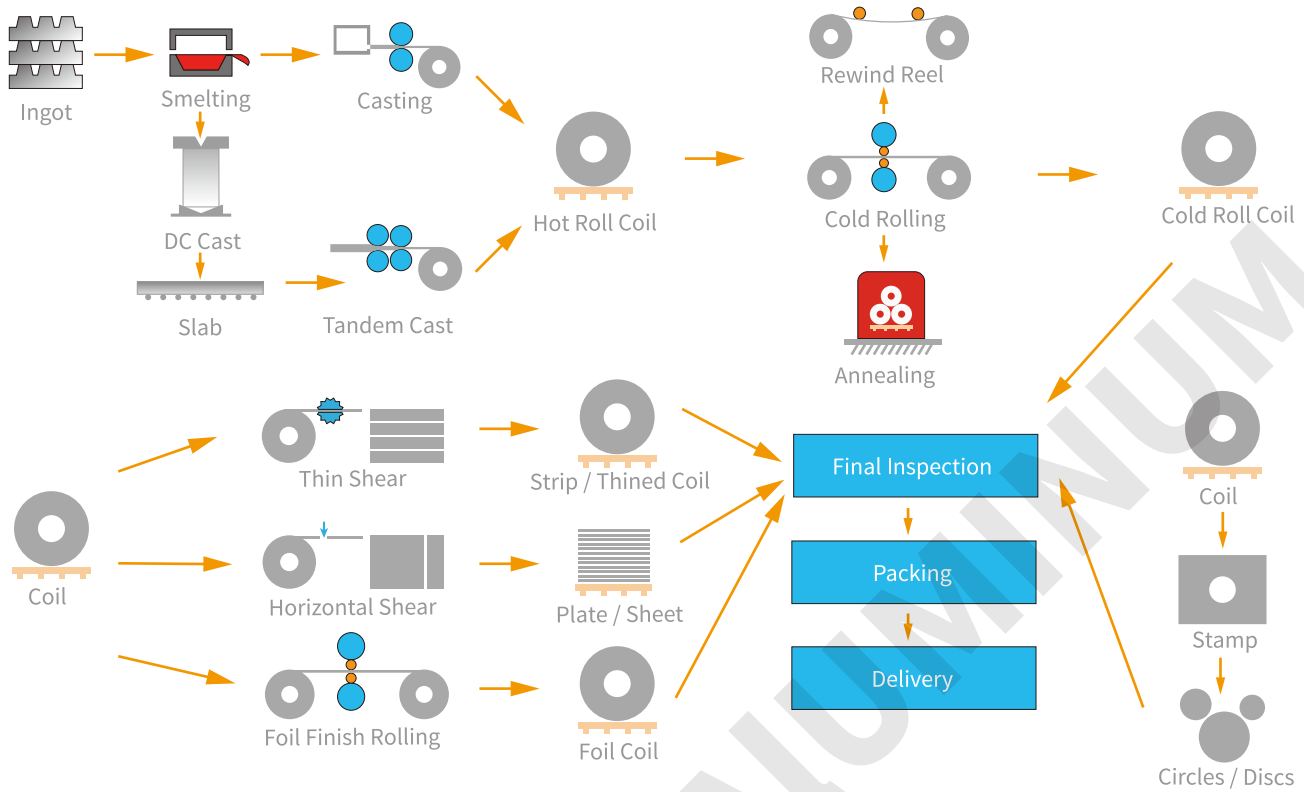 Ingot
Smelting
Casting
DC Cast
Slab
Tandem Cast
Hot Roll Coil
Rewind Reel
Cold Rolling
Annealing
Cold Roll Coil
Coil
Thin Shear
Strip / Thined Coil
Horizontal Shear
Plate / Sheet
Foil Finish Rolling
Foil Coil
Final Inspection
Packing
Delivery
Coil
Stamp
Circles / Discs